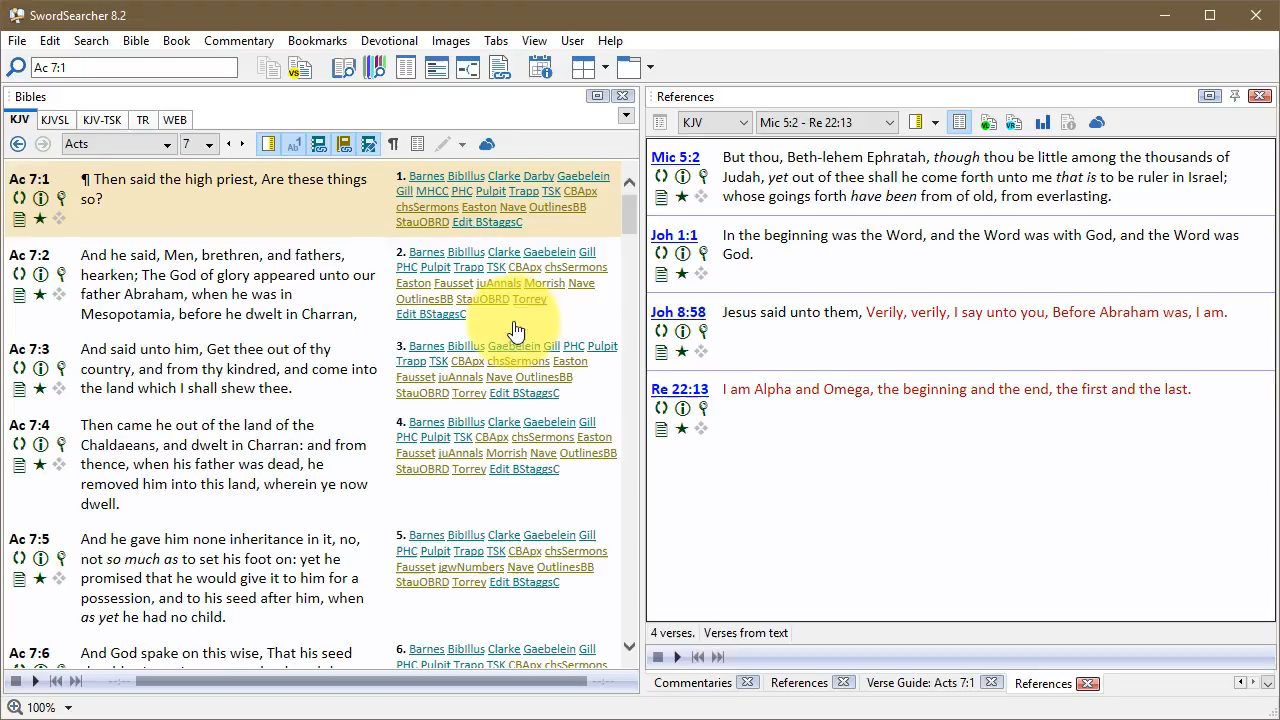 SwordSearcher 8.2
File Edit Search Bible Book Commentary Bookmarks Devotional Images Tabs View User Help
Ac 7:1
Bibles
KJV KJVSL KJV-TSK TR WEB
Acts 7
Ac 7:1 ¶ Then said the high priest, Are these things
so?
1. Barnes BibIllus Clarke Darby Gaebelein
Gill MHCC PHC Pulpit Trapp TSK CBApx
chsSermons Easton Nave OutlinesBB
StauOBRD Edit BStaggsC
Ac 7:2 And he said, Men, brethren, and fathers,
hearken; The God of glory appeared unto our
father Abraham, when he was in
Mesopotamia, before he dwelt in Charran,
2. Barnes BibIllus Clarke Gaebelein Gill
PHC Pulpit Trapp TSK CBApx chsSermons
Easton Fausset juAnnals Morrish Nave
OutlinesBB StauOBRD Torrey
Edit BStaggsC
Ac 7:3 And said unto him, Get thee out of thy
country, and from thy kindred, and come into
the land which I shall shew thee.
3. Barnes BibIllus Gaebelein Gill PHC Pulpit
Trapp TSK CBApx chsSermons Easton
Fausset juAnnals Nave OutlinesBB
StauOBRD Torrey Edit BStaggsC
Ac 7:4 Then came he out of the land of the
Chaldaeans, and dwelt in Charran: and from
thence, when his father was dead, he
removed him into this land, wherein ye now
dwell.
4. Barnes BibIllus Clarke Gaebelein Gill
PHC Pulpit TSK CBApx chsSermons Easton
Fausset juAnnals Morrish Nave OutlinesBB
StauOBRD Torrey Edit BStaggsC
Ac 7:5 And he gave him none inheritance in it, no,
not so much as to set his foot on: yet he
promised that he would give it to him for a
possession, and to his seed after him, when
as yet he had no child.
5. Barnes BibIllus Clarke Gaebelein Gill
PHC Pulpit Trapp TSK CBApx chsSermons
Fausset jgwNumbers Nave OutlinesBB
StauOBRD Torrey Edit BStaggsC
Ac 7:6 And God spake on this wise, That his seed
6. Barnes BibIllus Clarke Gaebelein Gill
PHC Pulpit Trapp TSK CBApx chsSermons
100%
References
KJV Mic 5:2 - Re 22:13
Mic 5:2 But thou, Beth-lehem Ephratah, though thou be little among the thousands of
Judah, yet out of thee shall he come forth unto me that is to be ruler in Israel;
whose goings forth have been from of old, from everlasting.
Joh 1:1 In the beginning was the Word, and the Word was with God, and the Word was
God.
Joh 8:58 Jesus said unto him, Verily, verily, I say unto you, Before Abraham was, I am.
Re 22:13 I am Alpha and Omega, the beginning and the end, the first and the last.
4 verses. Verses from text
Commentaries References Verse Guide: Acts 7:1 References